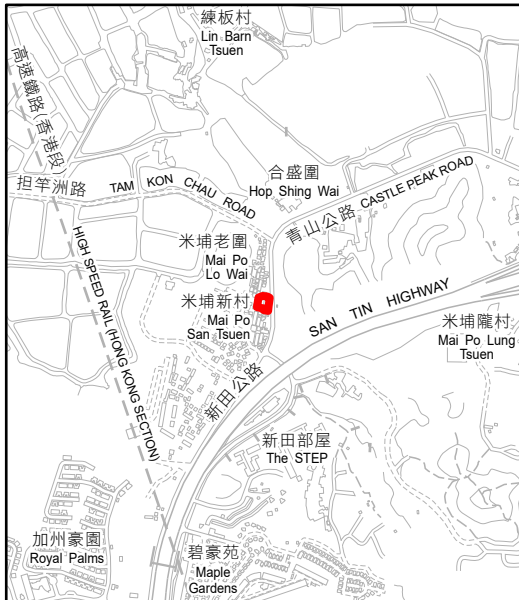 練板村
Lin Barn
Tsuen
高速鐵路(香港段)
合盛圍
Hop Shing Wai
青山公路 CASTLE PEAK ROAD
担竿洲路 TAM KON CHAU ROAD
米埔老圍
Mai Po
Lo Wai
米埔新村
Mai Po
San Tsuen
HIGH SPEED RAIL (HONG KONG SECTION)
新田公路 SAN TIN HIGHWAY
米埔隴村
Mai Po Lung
Tsuen
新田部屋
The STEP
加州豪園
Royal Palms
碧豪苑
Maple
Gardens